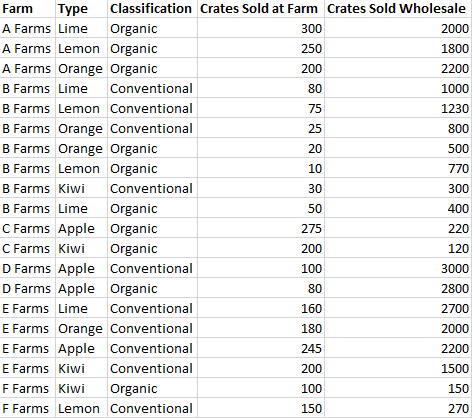 Farm Type Classification Crates Sold at Farm Crates Sold Wholesale
A Farms Lime Organic 300 2000
A Farms Lemon Organic 250 1800
A Farms Orange Organic 200 2200
B Farms Lime Conventional 80 1000
B Farms Lemon Conventional 75 1230
B Farms Orange Conventional 25 800
B Farms Orange Organic 20 500
B Farms Lemon Organic 10 770
B Farms Kiwi Conventional 30 300
B Farms Lime Organic 50 400
C Farms Apple Organic 275 220
C Farms Kiwi Organic 200 120
D Farms Apple Conventional 100 3000
D Farms Apple Organic 80 2800
E Farms Lime Conventional 160 2700
E Farms Orange Conventional 180 2000
E Farms Apple Conventional 245 2200
E Farms Kiwi Conventional 200 1500
F Farms Kiwi Organic 100 150
F Farms Lemon Conventional 150 270